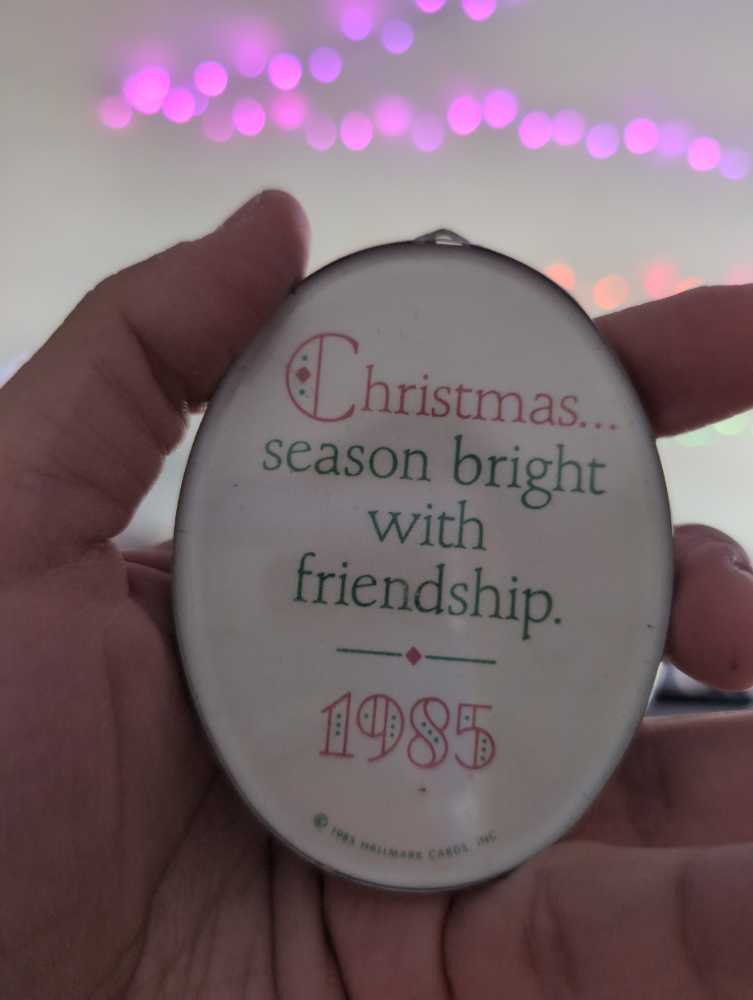 Christmas...
season bright
with
friendship.
1985
© 1985 HALLMARK CARDS, INC.